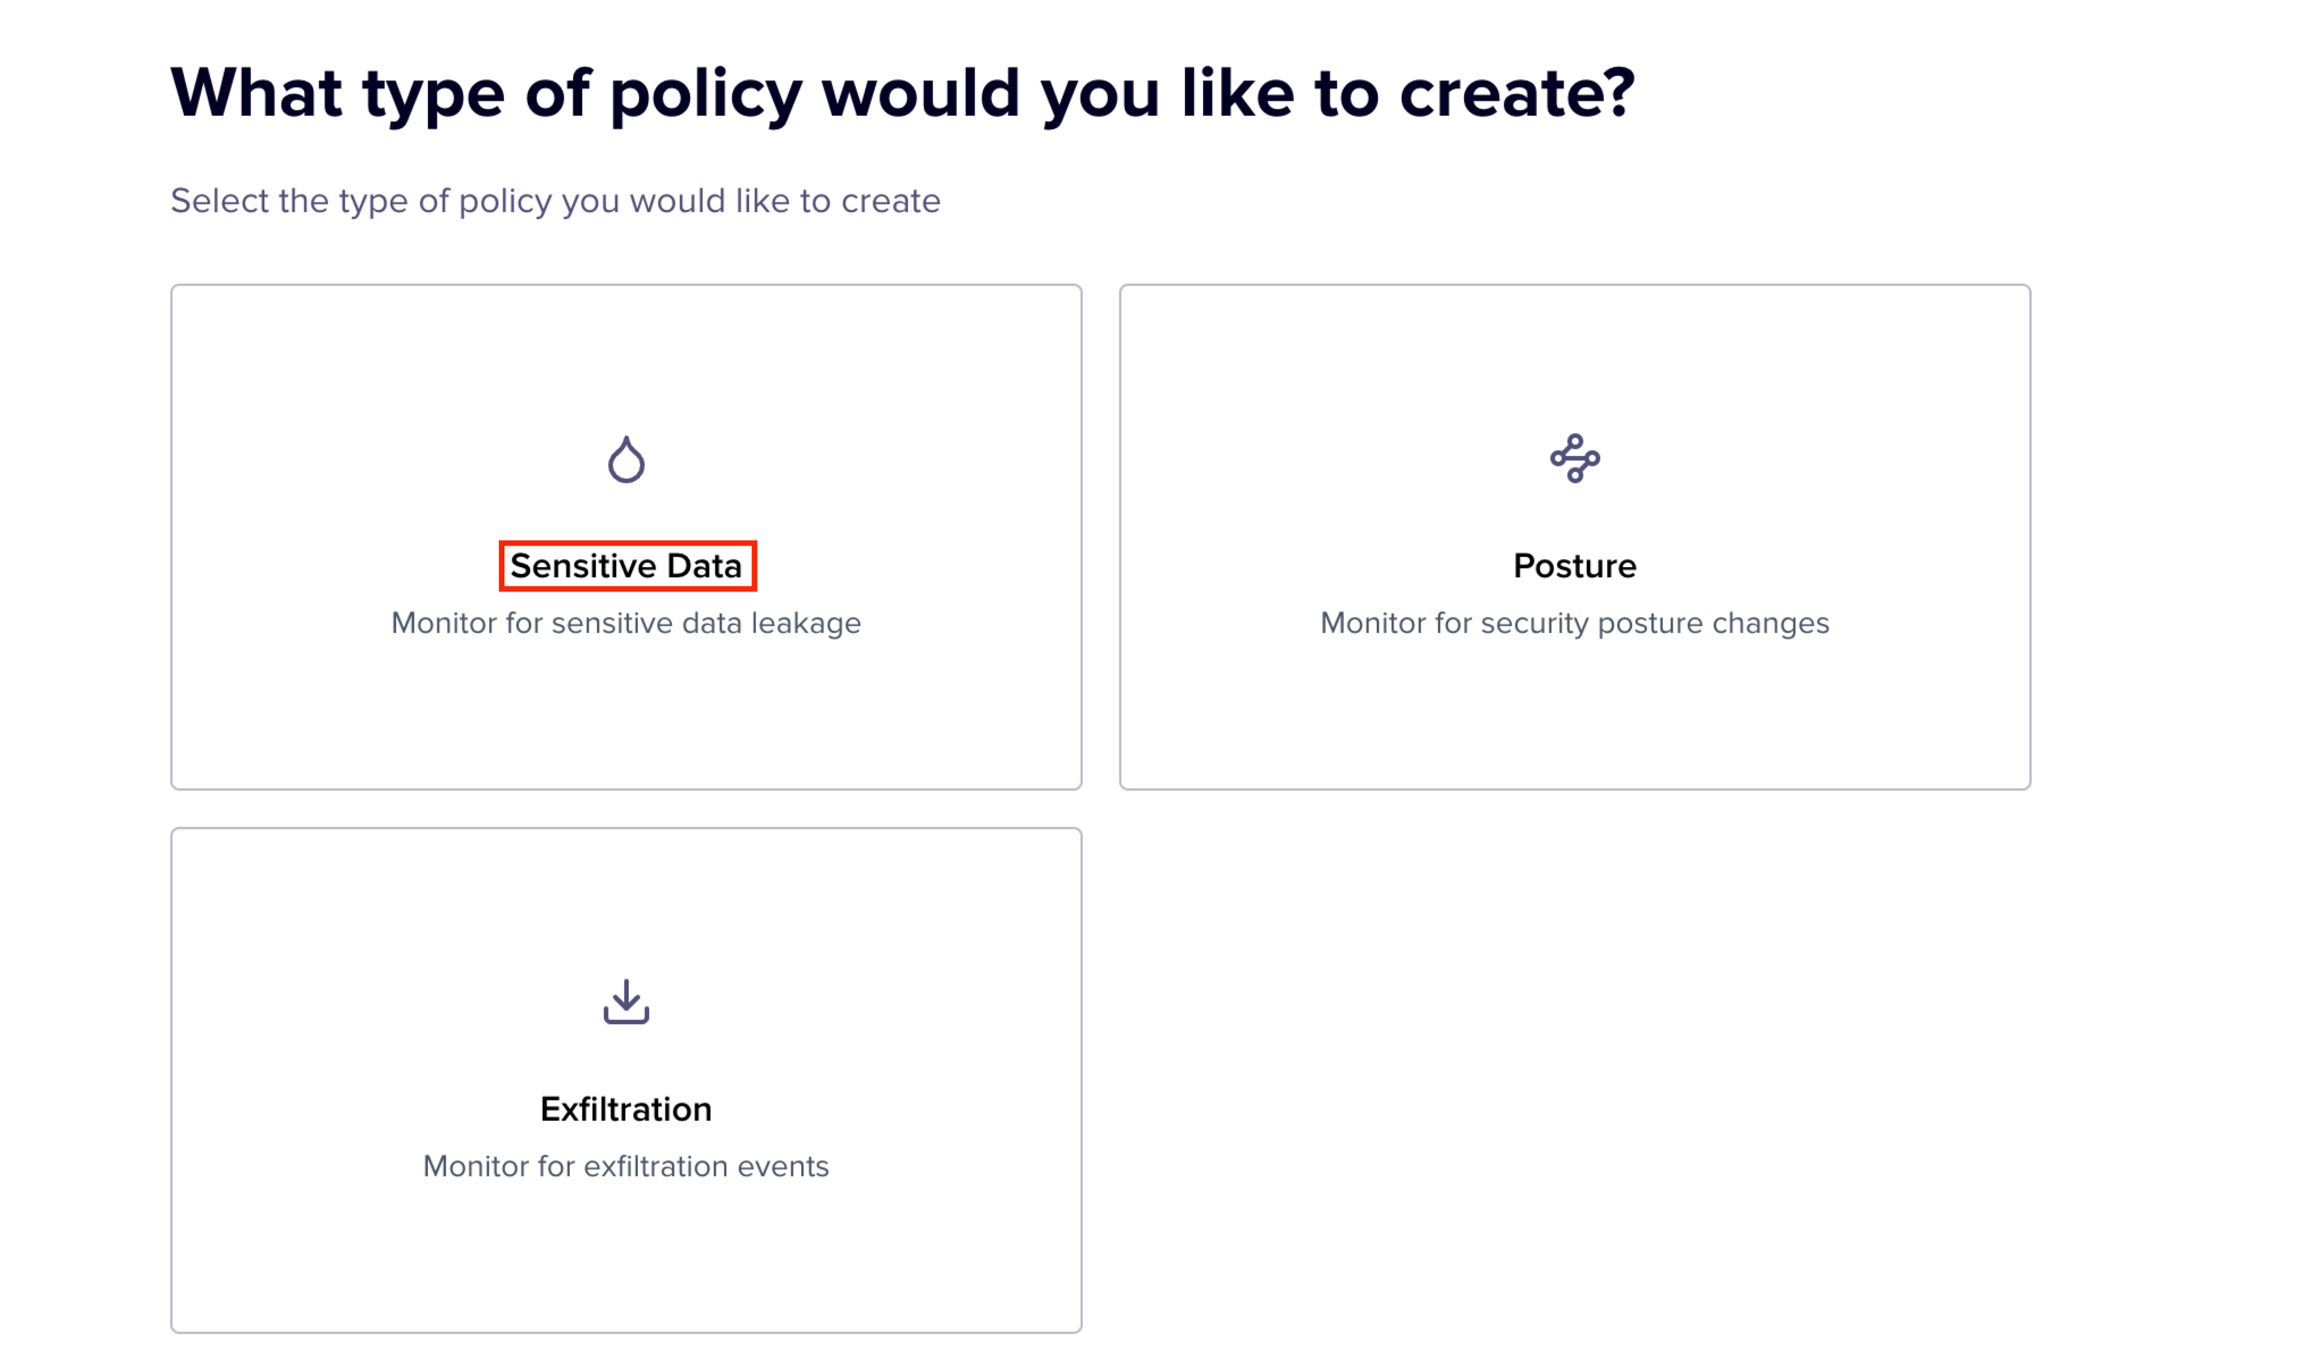 What type of policy would you like to create?
Select the type of policy you would like to create
Sensitive Data
Monitor for sensitive data leakage
Posture
Monitor for security posture changes
Exfiltration
Monitor for exfiltration events